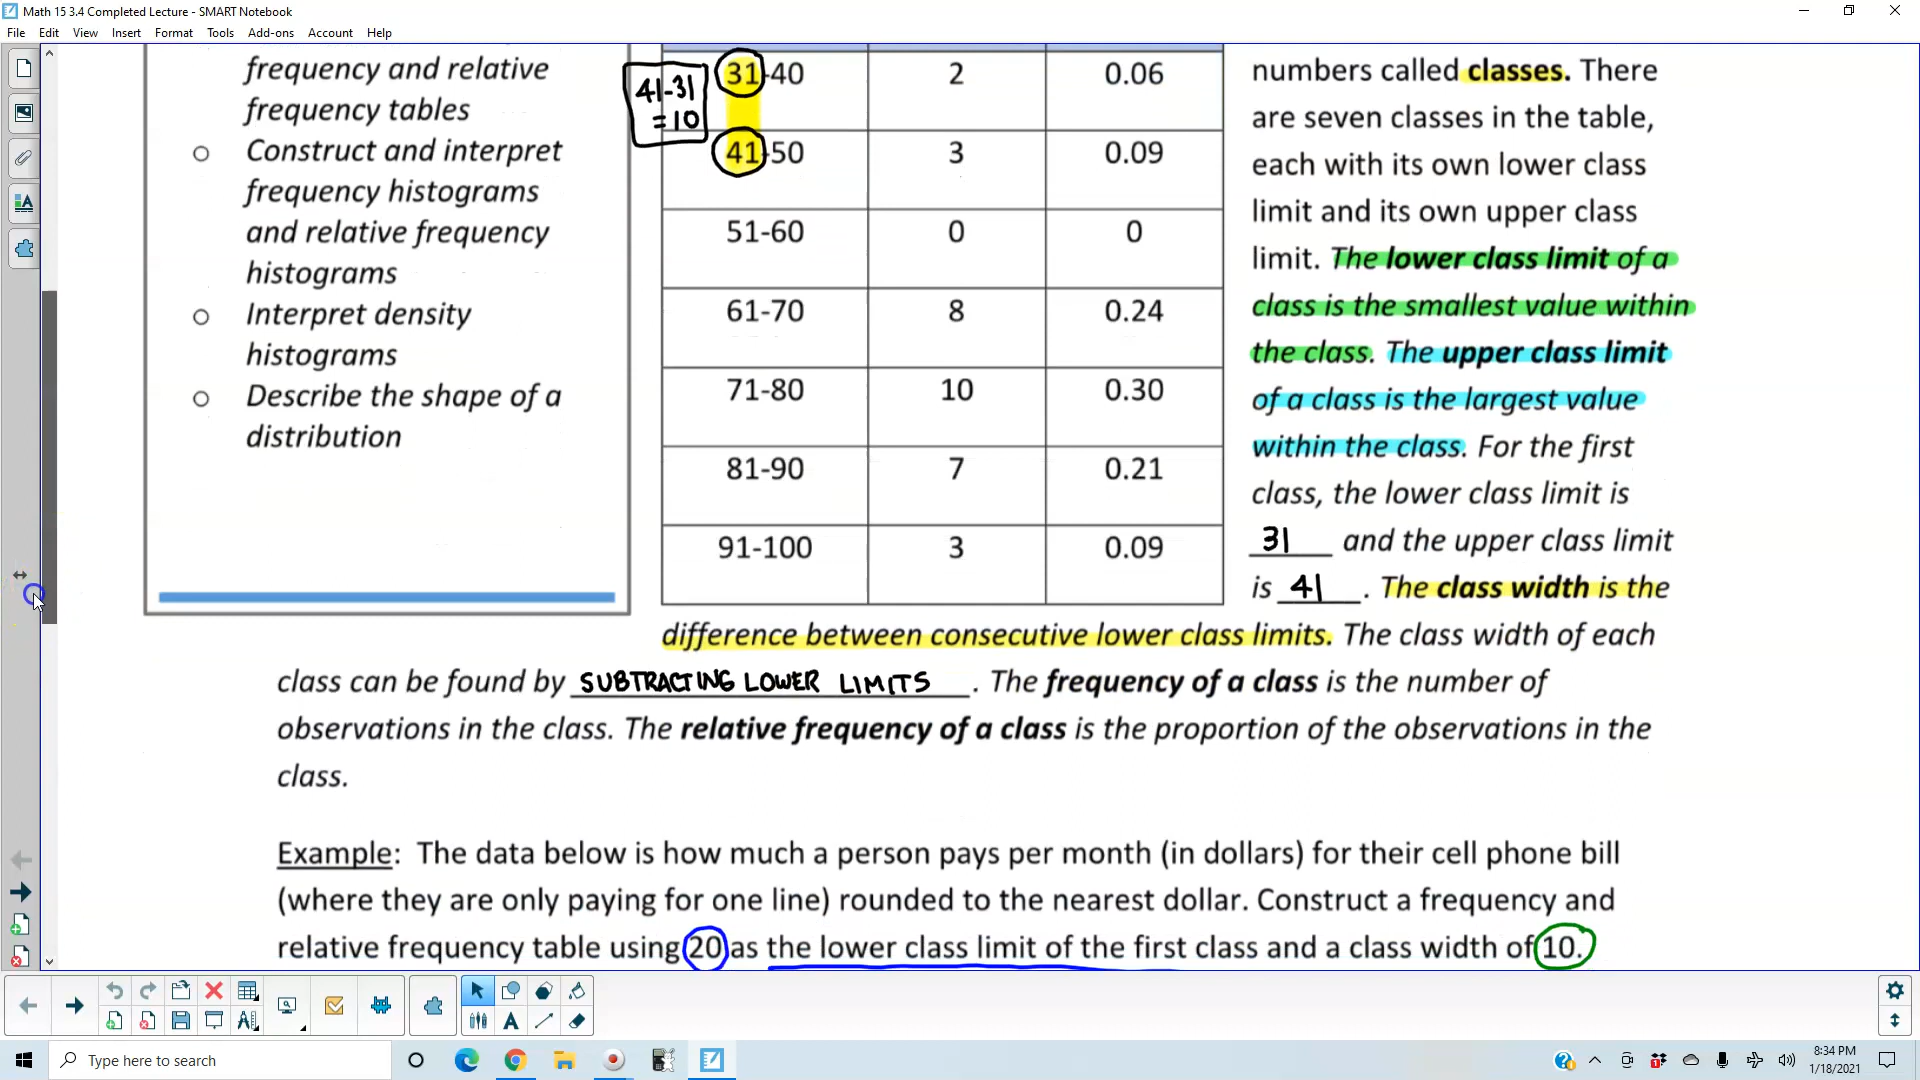 Math 15 3.4 Completed Lecture - SMART Notebook
File Edit View Insert Format Tools Add-ons Account Help
frequency and relative
frequency tables
○ Construct and interpret
frequency histograms
and relative frequency
histograms
○ Interpret density
histograms
○ Describe the shape of a
distribution
41-31
=10
31-40 2 0.06
41-50 3 0.09
51-60 0 0
61-70 8 0.24
71-80 10 0.30
81-90 7 0.21
91-100 3 0.09
numbers called classes. There
are seven classes in the table,
each with its own lower class
limit and its own upper class
limit. The lower class limit of a
class is the smallest value within
the class. The upper class limit
of a class is the largest value
within the class. For the first
class, the lower class limit is
31 and the upper class limit
is 41. The class width is the
difference between consecutive lower class limits. The class width of each
class can be found by SUBTRACTING LOWER LIMITS. The frequency of a class is the number of
observations in the class. The relative frequency of a class is the proportion of the observations in the
class.
Example: The data below is how much a person pays per month (in dollars) for their cell phone bill
(where they are only paying for one line) rounded to the nearest dollar. Construct a frequency and
relative frequency table using 20 as the lower class limit of the first class and a class width of 10.
Type here to search
8:34 PM
1/18/2021